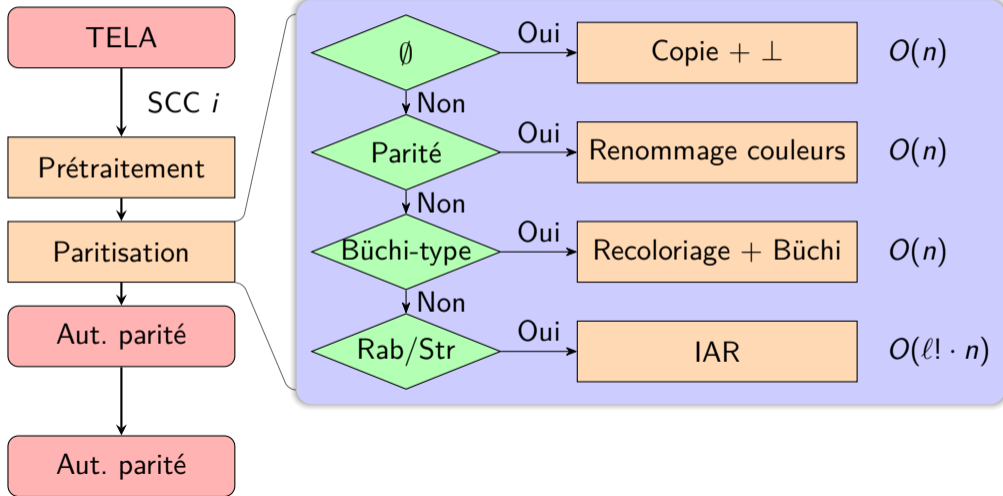 TELA
SCC i
Prétraitement
Paritisation
Aut. parité
Aut. parité
∅
Oui
Copie + ⊥
O(n)
Non
Parité
Oui
Renommage couleurs
O(n)
Non
Büchi-type
Oui
Recoloriage + Büchi
O(n)
Non
Rab/Str
Oui
IAR
O(ℓ! · n)